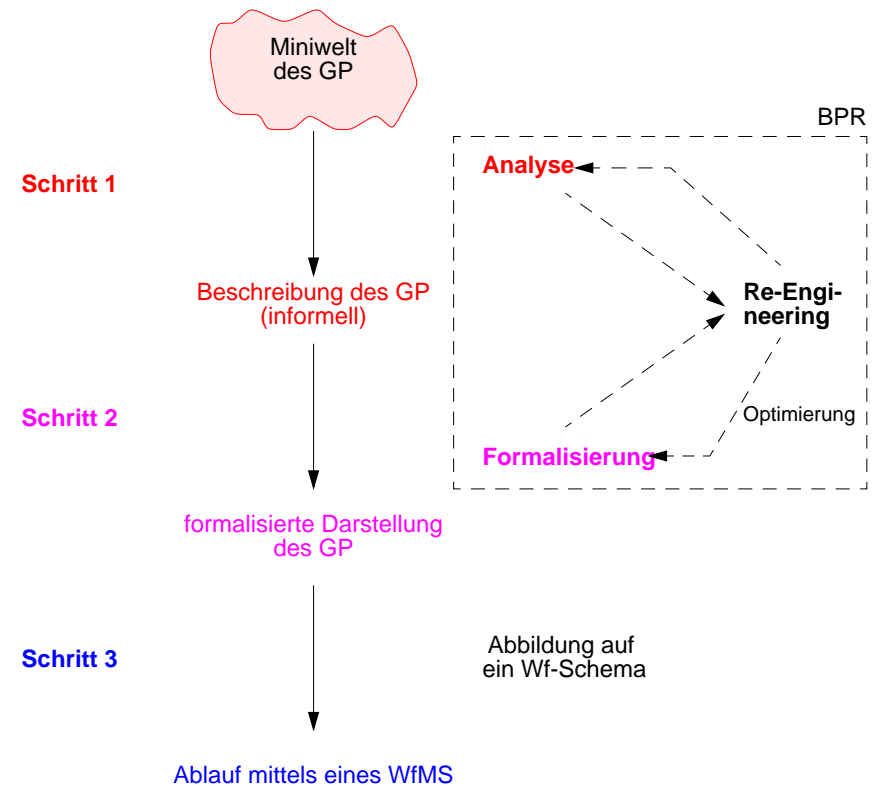 Miniwelt
des GP
BPR
Schritt 1
Analyse
Beschreibung des GP
(informell)
Re-Engi-
neering
Schritt 2
Optimierung
Formalisierung
formalisierte Darstellung
des GP
Schritt 3
Abbildung auf
ein Wf-Schema
Ablauf mittels eines WfMS